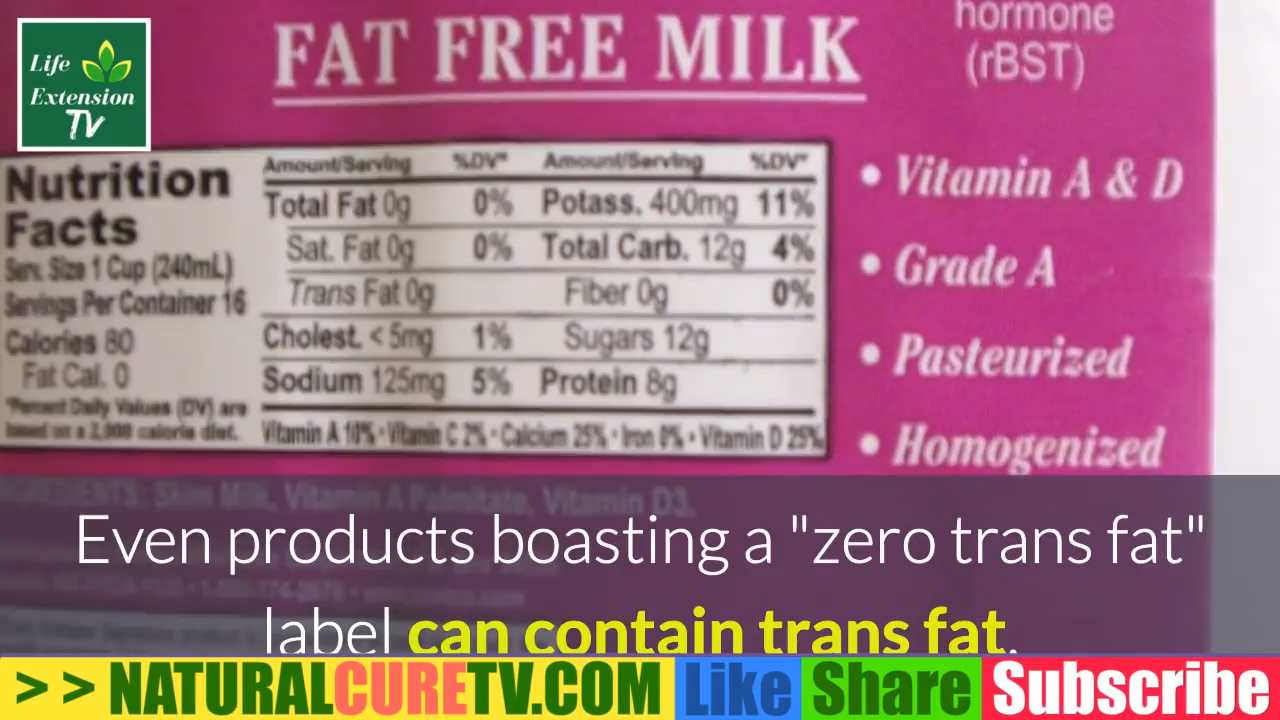 Life
Extension
TV
FAT FREE MILK
hormone
(rBST)
Nutrition
Facts
Serv. Size 1 Cup (240mL)
Servings Per Container 16
Calories 80
Fat Cal. 0
*Percent Daily Values (DV) are
based on a 2,000 calorie diet.
Amount/Serving %DV* Amount/Serving %DV*
Total Fat 0g 0% Potass. 400mg 11%
Sat. Fat 0g 0% Total Carb. 12g 4%
Trans Fat 0g Fiber 0g 0%
Cholest. < 5mg 1% Sugars 12g
Sodium 125mg 5% Protein 8g
Vitamin A 10% • Vitamin C 2% • Calcium 25% • Iron 0% • Vitamin D 25%
• Vitamin A & D
• Grade A
• Pasteurized
• Homogenized
INGREDIENTS: Skim Milk, Vitamin A Palmitate, Vitamin D3.
Even products boasting a "zero trans fat"
label can contain trans fat.
> > NATURALCURETV.COM Like Share Subscribe